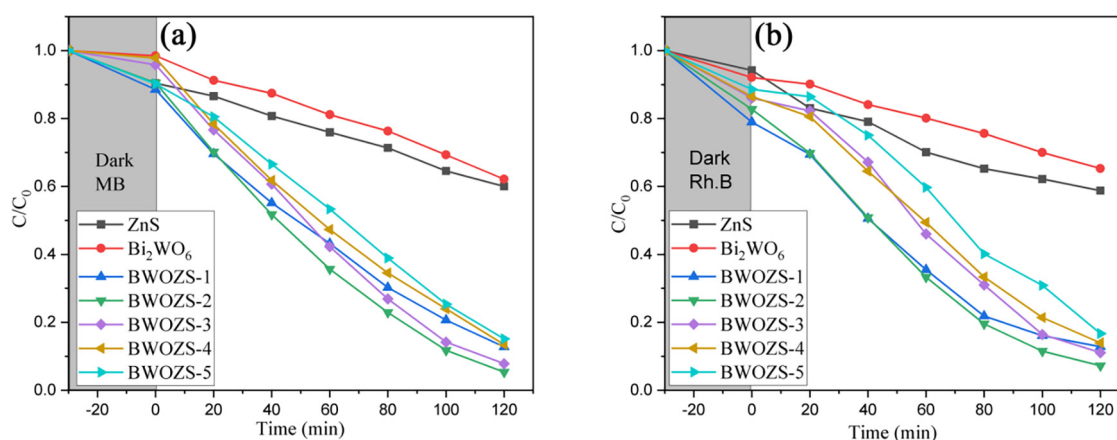 (a)
1.0
0.8
0.6
0.4
0.2
0.0
C/C₀
Dark
MB
ZnS
Bi₂WO₆
BWOZS-1
BWOZS-2
BWOZS-3
BWOZS-4
BWOZS-5
-20 0 20 40 60 80 100 120
Time (min)
(b)
1.0
0.8
0.6
0.4
0.2
0.0
C/C₀
Dark
Rh.B
ZnS
Bi₂WO₆
BWOZS-1
BWOZS-2
BWOZS-3
BWOZS-4
BWOZS-5
-20 0 20 40 60 80 100 120
Time (min)